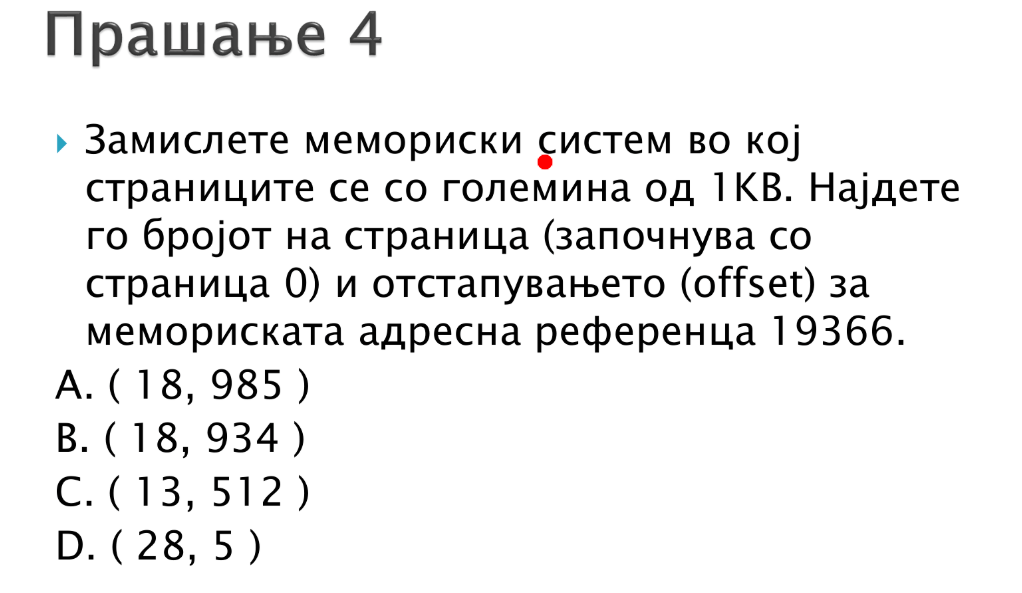 Прашање 4
Замислете мемориски систем во кој
страниците се со големина од 1KB. Најдете
го бројот на страница (започнува со
страница 0) и отстапувањето (offset) за
мемориската адресна референца 19366.
A. ( 18, 985 )
B. ( 18, 934 )
C. ( 13, 512 )
D. ( 28, 5 )